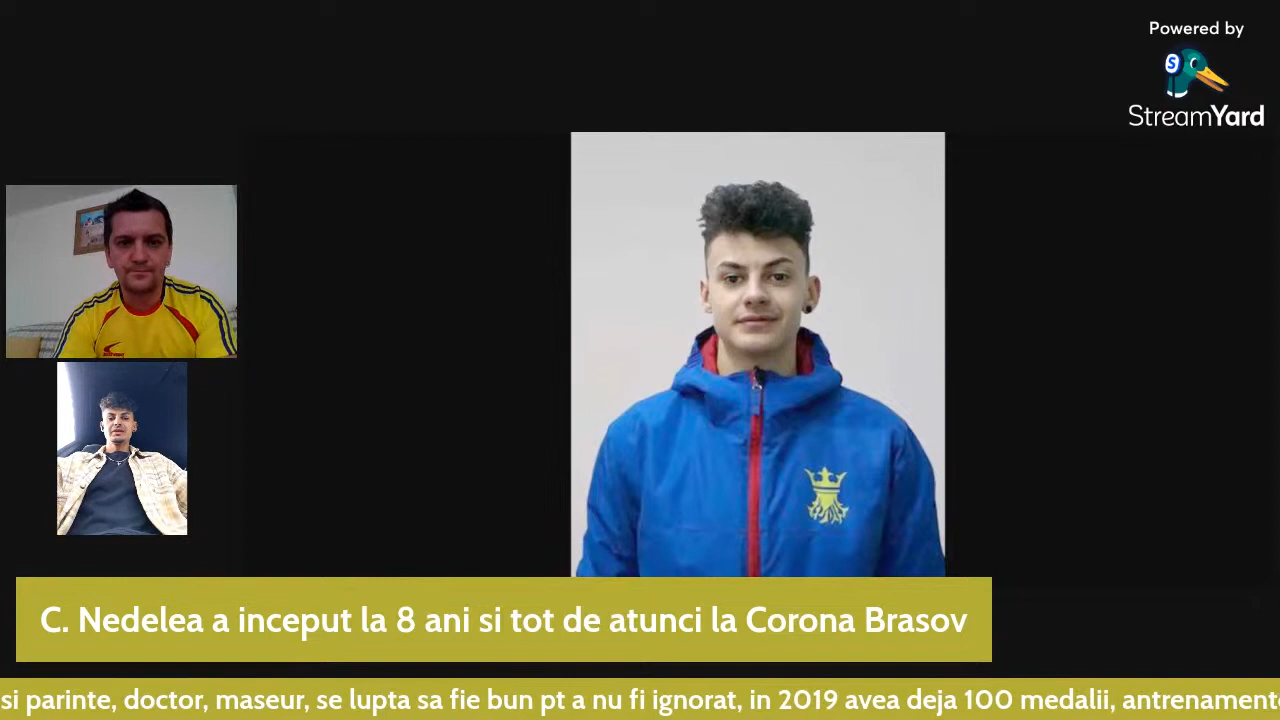 Powered by
S
StreamYard
C. Nedelea a inceput la 8 ani si tot de atunci la Corona Brasov
si parinte, doctor, maseur, se lupta sa fie bun pt a nu fi ignorat, in 2019 avea deja 100 medalii, antrenament